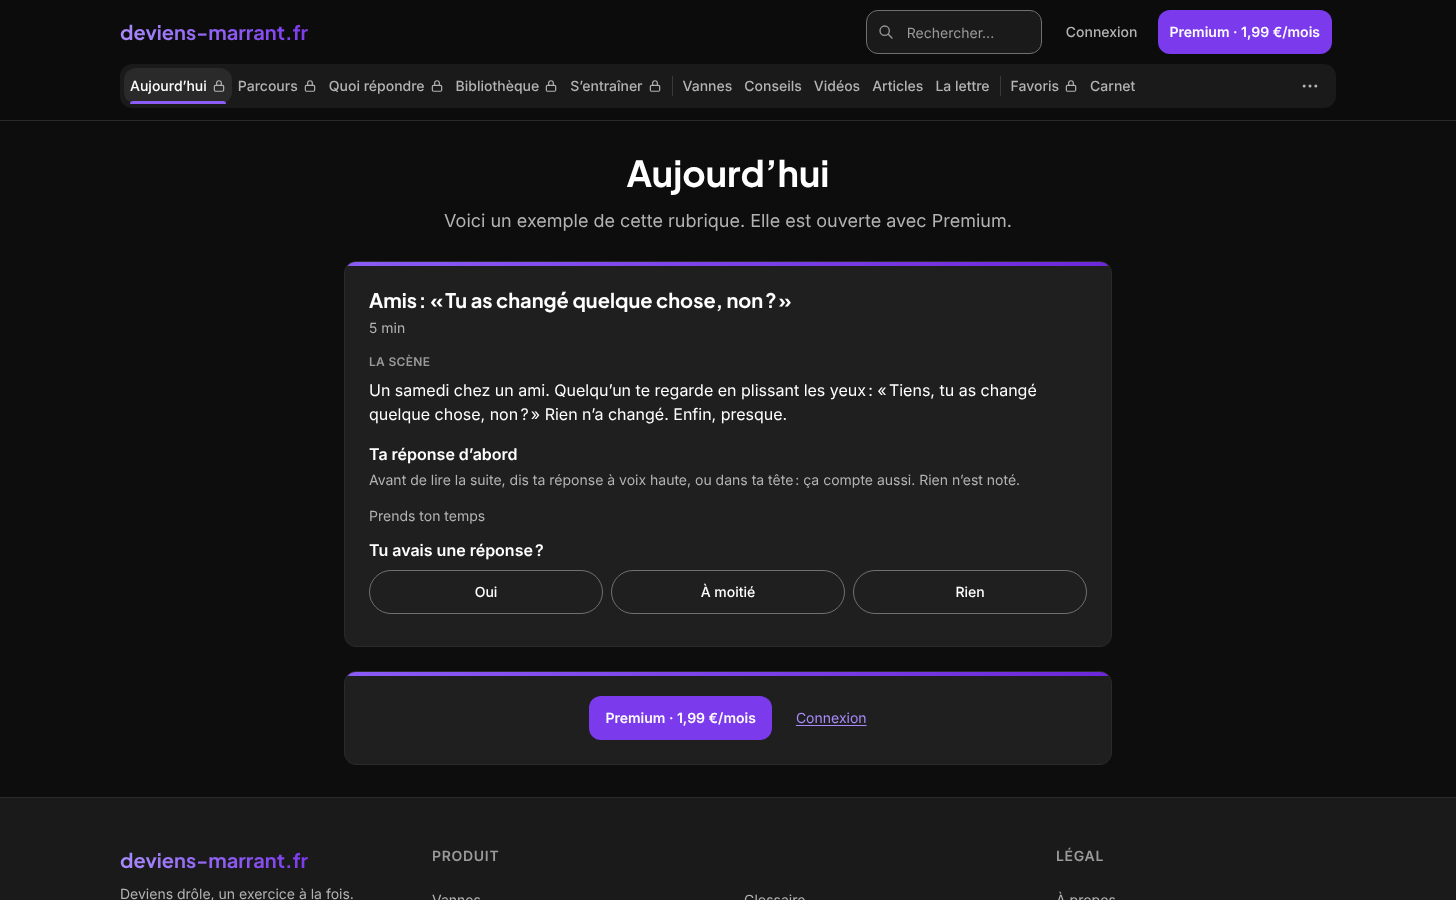 deviens-marrant.fr
Rechercher...
Connexion
Premium · 1,99 €/mois
Aujourd’hui
Parcours
Quoi répondre
Bibliothèque
S’entraîner
Vannes
Conseils
Vidéos
Articles
La lettre
Favoris
Carnet
Aujourd’hui
Voici un exemple de cette rubrique. Elle est ouverte avec Premium.
Amis : « Tu as changé quelque chose, non ? »
5 min
LA SCÈNE
Un samedi chez un ami. Quelqu’un te regarde en plissant les yeux : « Tiens, tu as changé
quelque chose, non ? » Rien n’a changé. Enfin, presque.
Ta réponse d’abord
Avant de lire la suite, dis ta réponse à voix haute, ou dans ta tête : ça compte aussi. Rien n’est noté.
Prends ton temps
Tu avais une réponse ?
Oui
À moitié
Rien
Premium · 1,99 €/mois
Connexion
deviens-marrant.fr
Deviens drôle, un exercice à la fois.
PRODUIT
Vannes
Glossaire
LÉGAL
À propos